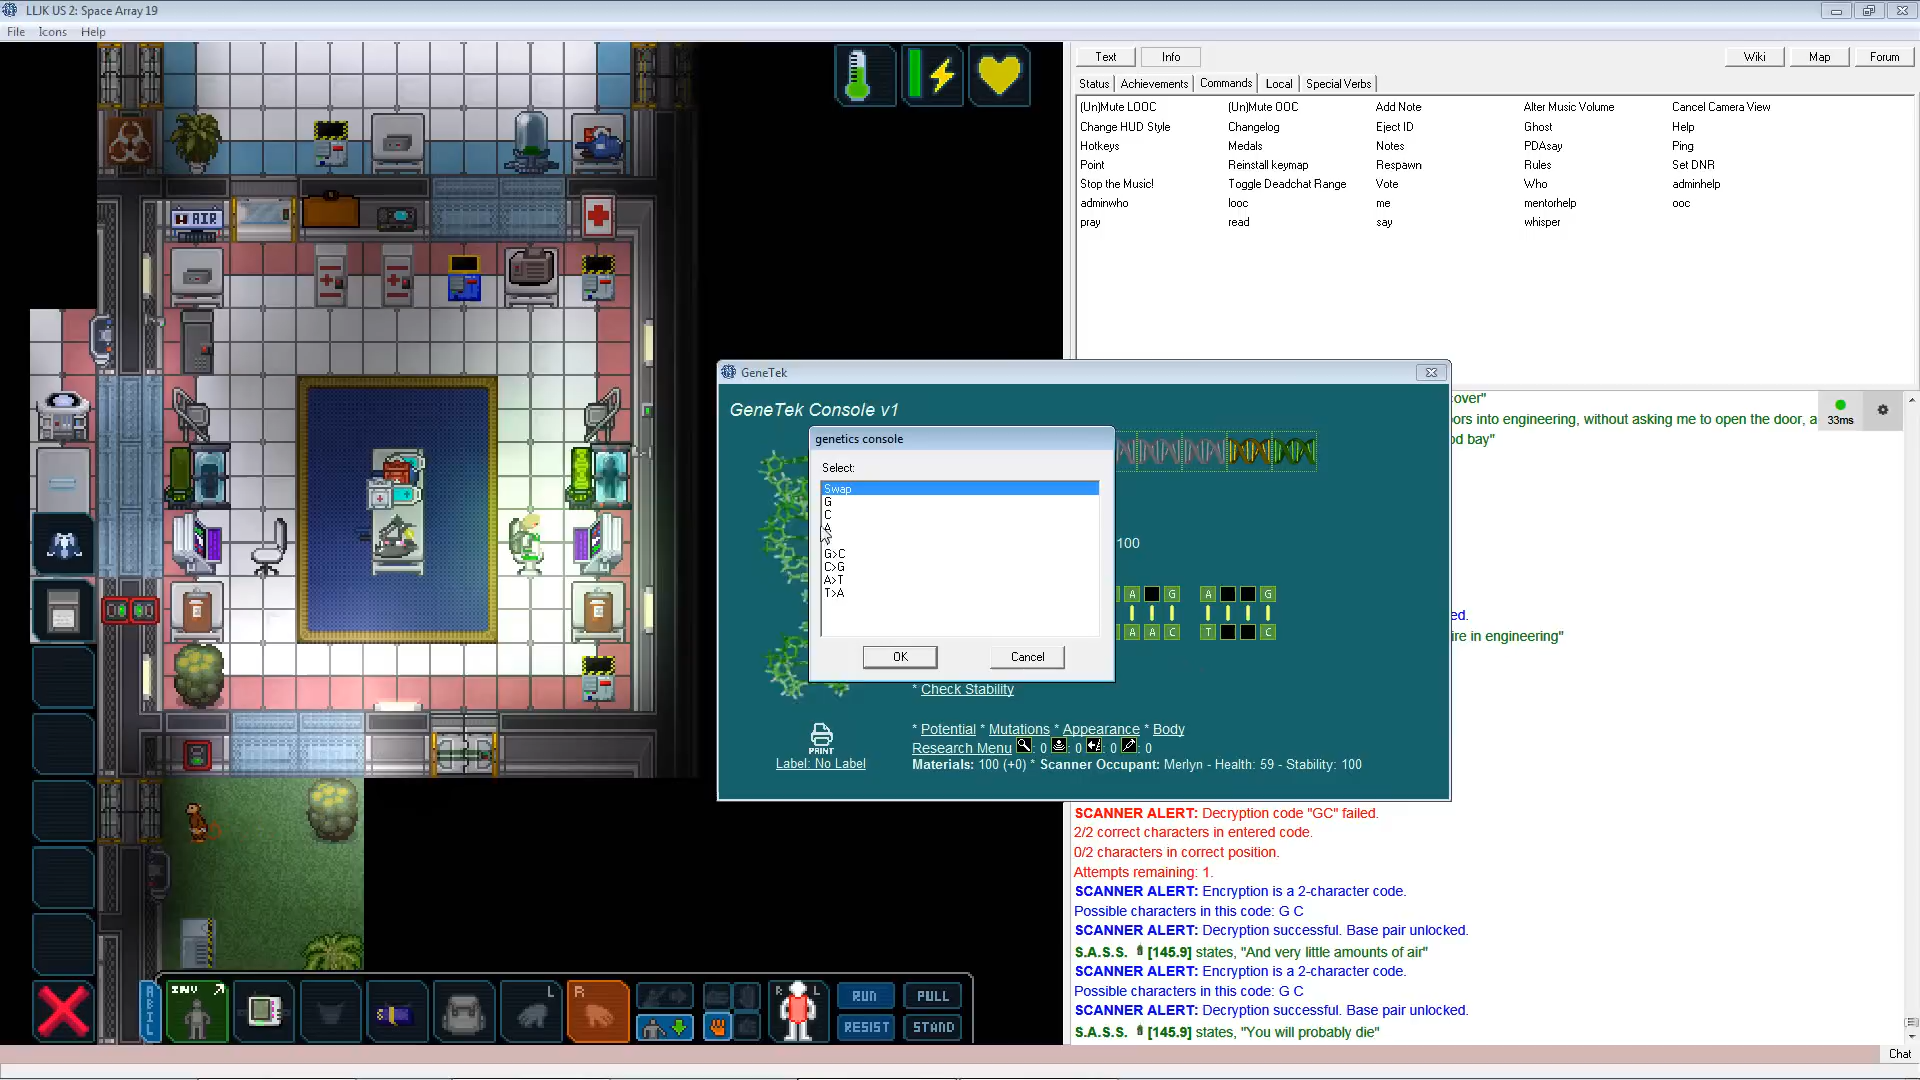 LLJK US 2: Space Array 19
File Icons Help
Text Info Wiki Map Forum
Status Achievements Commands Local Special Verbs
(Un)Mute LOOC (Un)Mute OOC Add Note Alter Music Volume Cancel Camera View
Change HUD Style Changelog Eject ID Ghost Help
Hotkeys Medals Notes PDAsay Ping
Point Reinstall keymap Respawn Rules Set DNR
Stop the Music! Toggle Deadchat Range Vote Who adminhelp
adminwho looc me mentorhelp ooc
pray read say whisper
AIR
GeneTek
GeneTek Console v1
cover"
ors into engineering, without asking me to open the door, a
33ms
od bay"
genetics console
Select:
Swap
G
C
A
G>C
C>G
A>T
T>A
OK Cancel
100
A G A G
A A C T C
ed.
ire in engineering"
* Check Stability
PRINT
Label: No Label
* Potential * Mutations * Appearance * Body
Research Menu : 0 : 0 : 0 : 0
Materials: 100 (+0) * Scanner Occupant: Merlyn - Health: 59 - Stability: 100
SCANNER ALERT: Decryption code "GC" failed.
2/2 correct characters in entered code.
0/2 characters in correct position.
Attempts remaining: 1.
SCANNER ALERT: Encryption is a 2-character code.
Possible characters in this code: G C
SCANNER ALERT: Decryption successful. Base pair unlocked.
S.A.S.S. [145.9] states, "And very little amounts of air"
SCANNER ALERT: Encryption is a 2-character code.
Possible characters in this code: G C
SCANNER ALERT: Decryption successful. Base pair unlocked.
S.A.S.S. [145.9] states, "You will probably die"
ABIL
INV L R R L RUN PULL
RESIST STAND
Chat